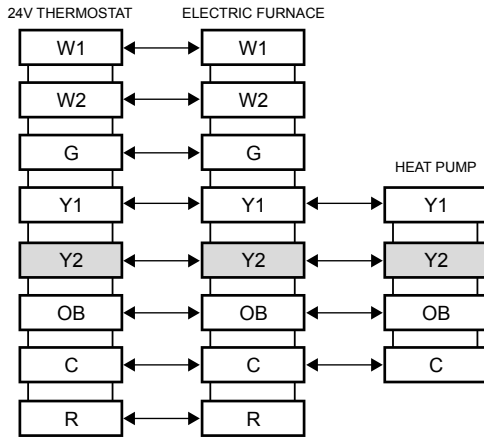 24V THERMOSTAT ELECTRIC FURNACE
W1 W1
W2 W2
G G
HEAT PUMP
Y1 Y1 Y1
Y2 Y2 Y2
OB OB OB
C C C
R R